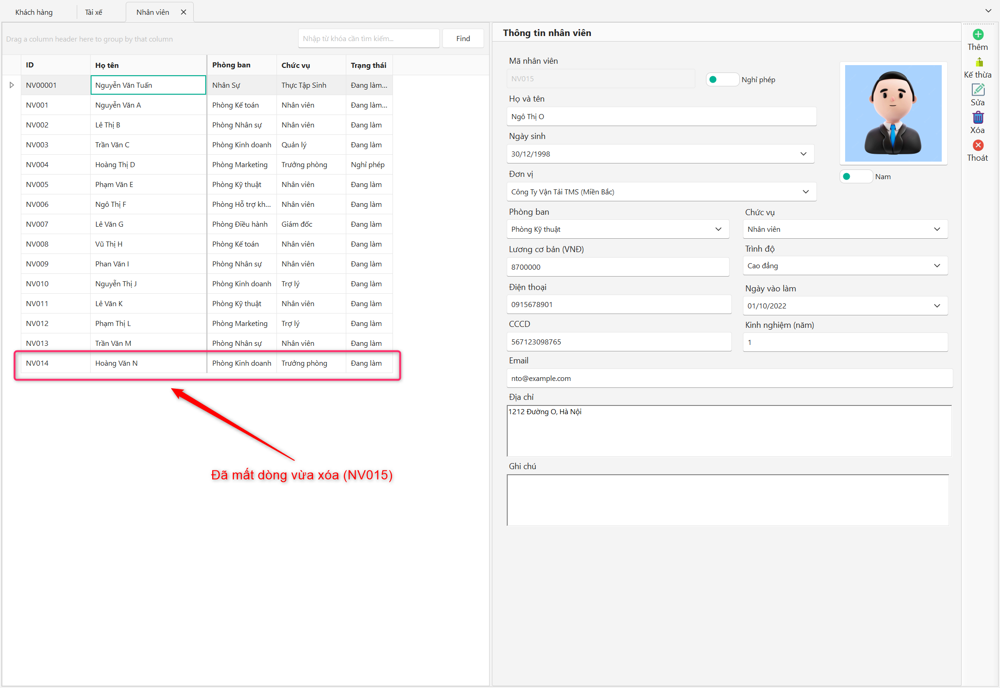 Khách hàng
Tài xế
Nhân viên
Drag a column header here to group by that column
Nhập từ khóa cần tìm kiếm...
Find
ID Họ tên Phòng ban Chức vụ Trạng thái
NV00001 Nguyễn Văn Tuấn Nhân Sự Thực Tập Sinh Đang làm...
NV001 Nguyễn Văn A Phòng Kế toán Nhân viên Đang làm...
NV002 Lê Thị B Phòng Nhân sự Nhân viên Đang làm
NV003 Trần Văn C Phòng Kinh doanh Quản lý Đang làm
NV004 Hoàng Thị D Phòng Marketing Trưởng phòng Nghỉ phép
NV005 Phạm Văn E Phòng Kỹ thuật Nhân viên Đang làm
NV006 Ngô Thị F Phòng Hỗ trợ kh... Nhân viên Đang làm
NV007 Lê Văn G Phòng Điều hành Giám đốc Đang làm
NV008 Vũ Thị H Phòng Kế toán Nhân viên Đang làm
NV009 Phan Văn I Phòng Nhân sự Nhân viên Đang làm
NV010 Nguyễn Thị J Phòng Kinh doanh Trợ lý Đang làm
NV011 Lê Văn K Phòng Kỹ thuật Nhân viên Đang làm
NV012 Phạm Thị L Phòng Marketing Trợ lý Đang làm
NV013 Trần Văn M Phòng Nhân sự Nhân viên Đang làm
NV014 Hoàng Văn N Phòng Kinh doanh Trưởng phòng Đang làm
Đã mất dòng vừa xóa (NV015)
Thông tin nhân viên
Mã nhân viên
NV015
Nghỉ phép
Họ và tên
Ngô Thị O
Ngày sinh
30/12/1998
Nam
Đơn vị
Công Ty Vận Tải TMS (Miền Bắc)
Phòng ban
Phòng Kỹ thuật
Chức vụ
Nhân viên
Lương cơ bản (VNĐ)
8700000
Trình độ
Cao đẳng
Điện thoại
0915678901
Ngày vào làm
01/10/2022
CCCD
567123098765
Kinh nghiệm (năm)
1
Email
nto@example.com
Địa chỉ
1212 Đường O, Hà Nội
Ghi chú
Thêm
Kế thừa
Sửa
Xóa
Thoát